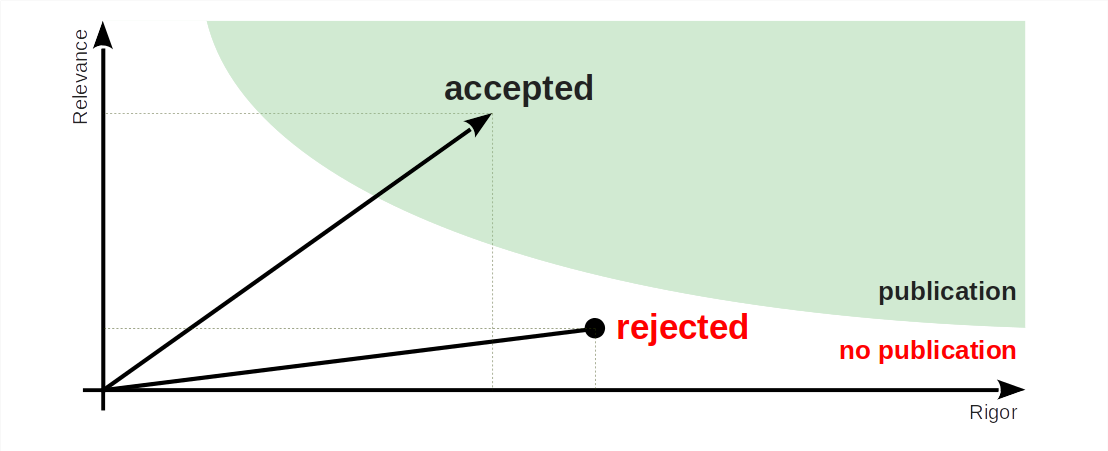 Relevance
accepted
publication
rejected
no publication
Rigor